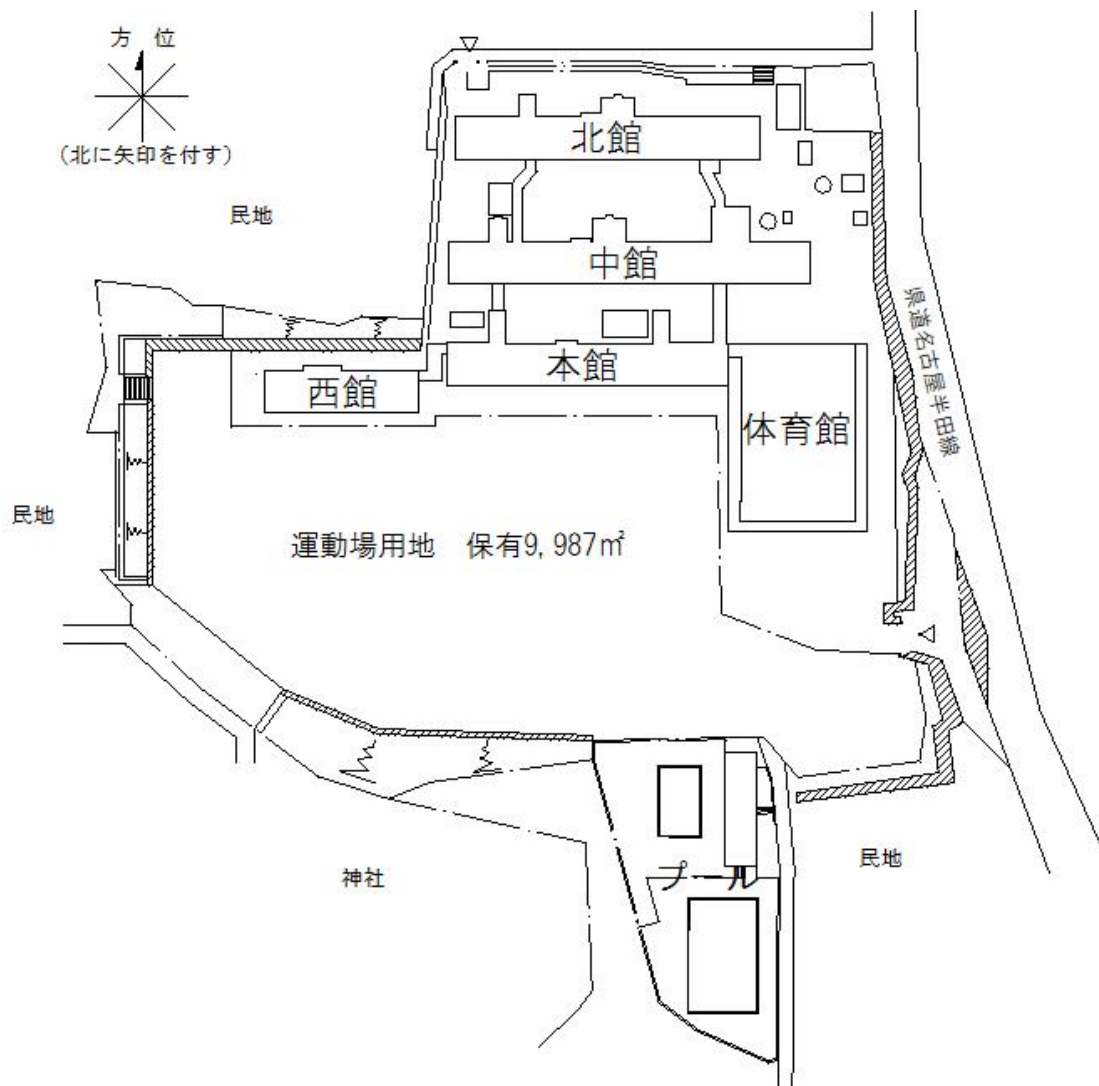 方　位
(北に矢印を付す)
北館
民地
中館
県道名古屋半田線
本館
西館
体育館
民地
運動場用地　保有9,987㎡
プール
民地
神社